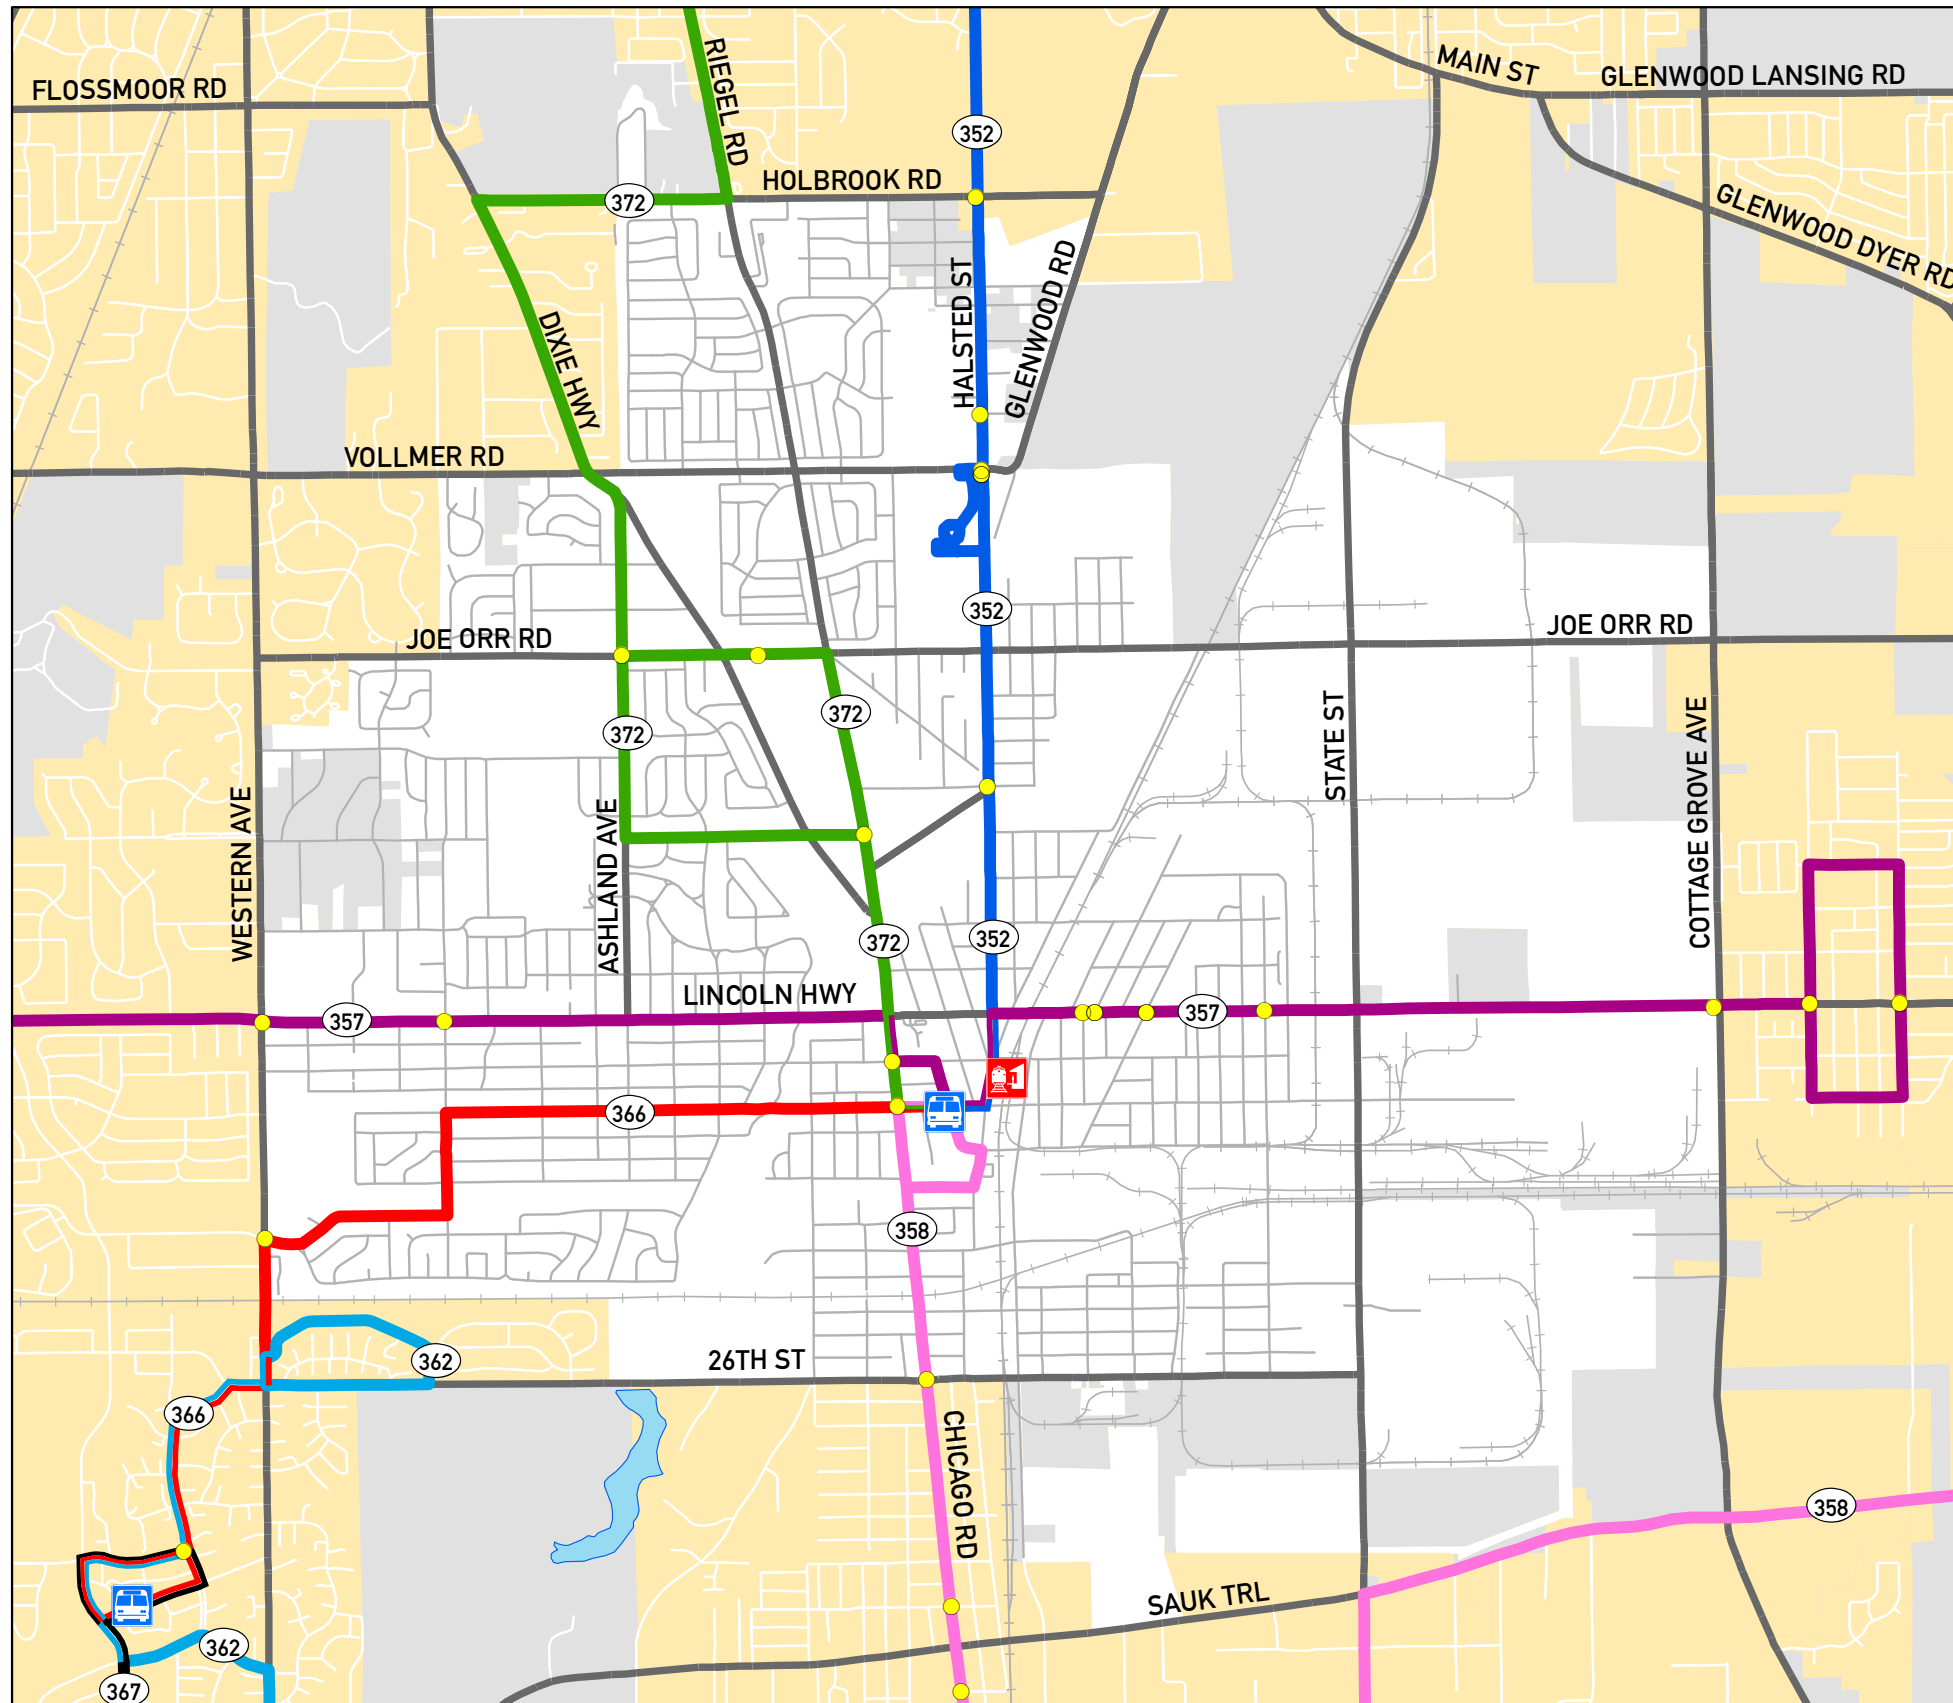 MAIN ST
GLENWOOD LANSING RD
FLOSSMOOR RD
RIEGEL RD
352
HOLBROOK RD
372
GLENWOOD DYER RD
HALSTED ST
GLENWOOD RD
DIXIE HWY
VOLLMER RD
352
JOE ORR RD
JOE ORR RD
372
372
STATE ST
COTTAGE GROVE AVE
WESTERN AVE
ASHLAND AVE
372
352
LINCOLN HWY
357
357
366
358
362
26TH ST
366
CHICAGO RD
358
SAUK TRL
362
367